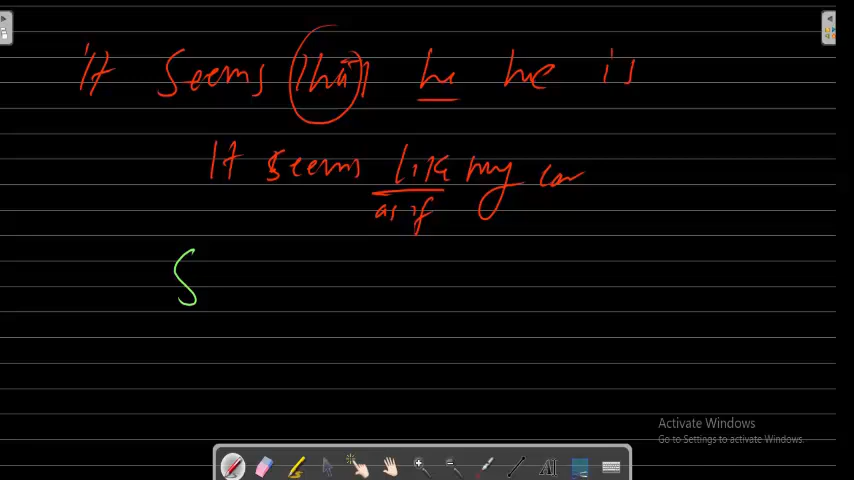 It seems (that) he he is
It seems like my car
as if
S
Activate Windows
Go to Settings to activate Windows.